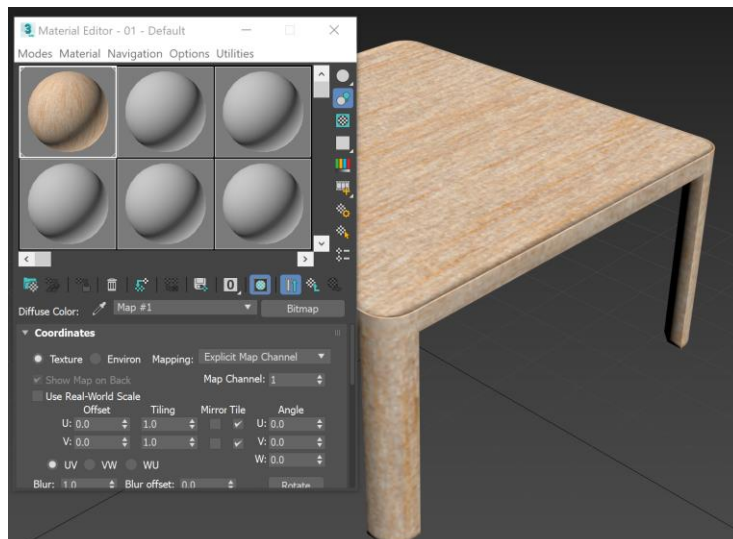 3 Material Editor - 01 - Default
Modes Material Navigation Options Utilities
0
Diffuse Color: Map #1 Bitmap
Coordinates
Texture Environ Mapping: Explicit Map Channel
Show Map on Back Map Channel: 1
Use Real-World Scale
Offset Tiling Mirror Tile Angle
U: 0.0 1.0 U: 0.0
V: 0.0 1.0 V: 0.0
W: 0.0
UV VW WU
Blur: 1.0 Blur offset: 0.0 Rotate